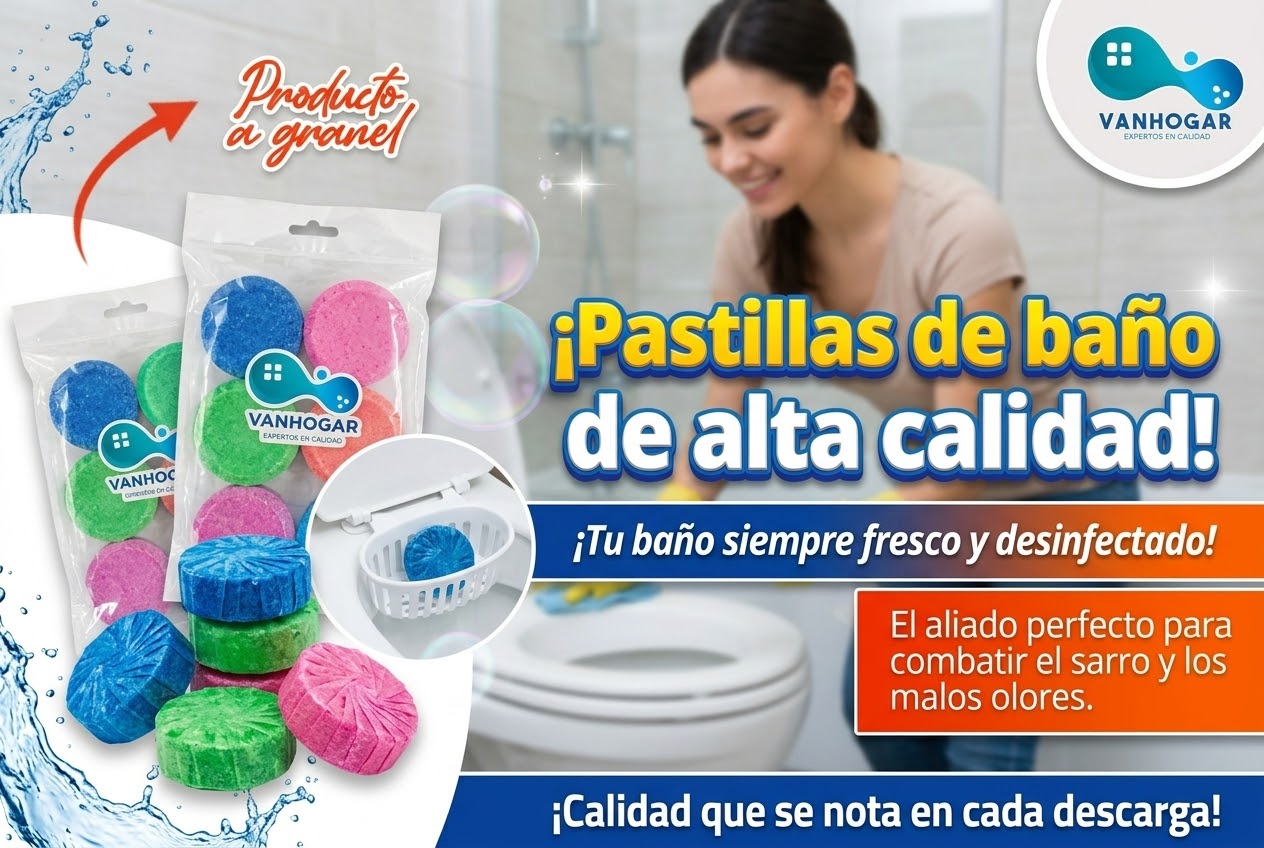 Producto
a granel
VANHOGAR
EXPERTOS EN CALIDAD
¡Pastillas de baño
de alta calidad!
¡Tu baño siempre fresco y desinfectado!
El aliado perfecto para
combatir el sarro y los
malos olores.
¡Calidad que se nota en cada descarga!
VANHOGAR
EXPERTOS EN CALIDAD
VANHOG